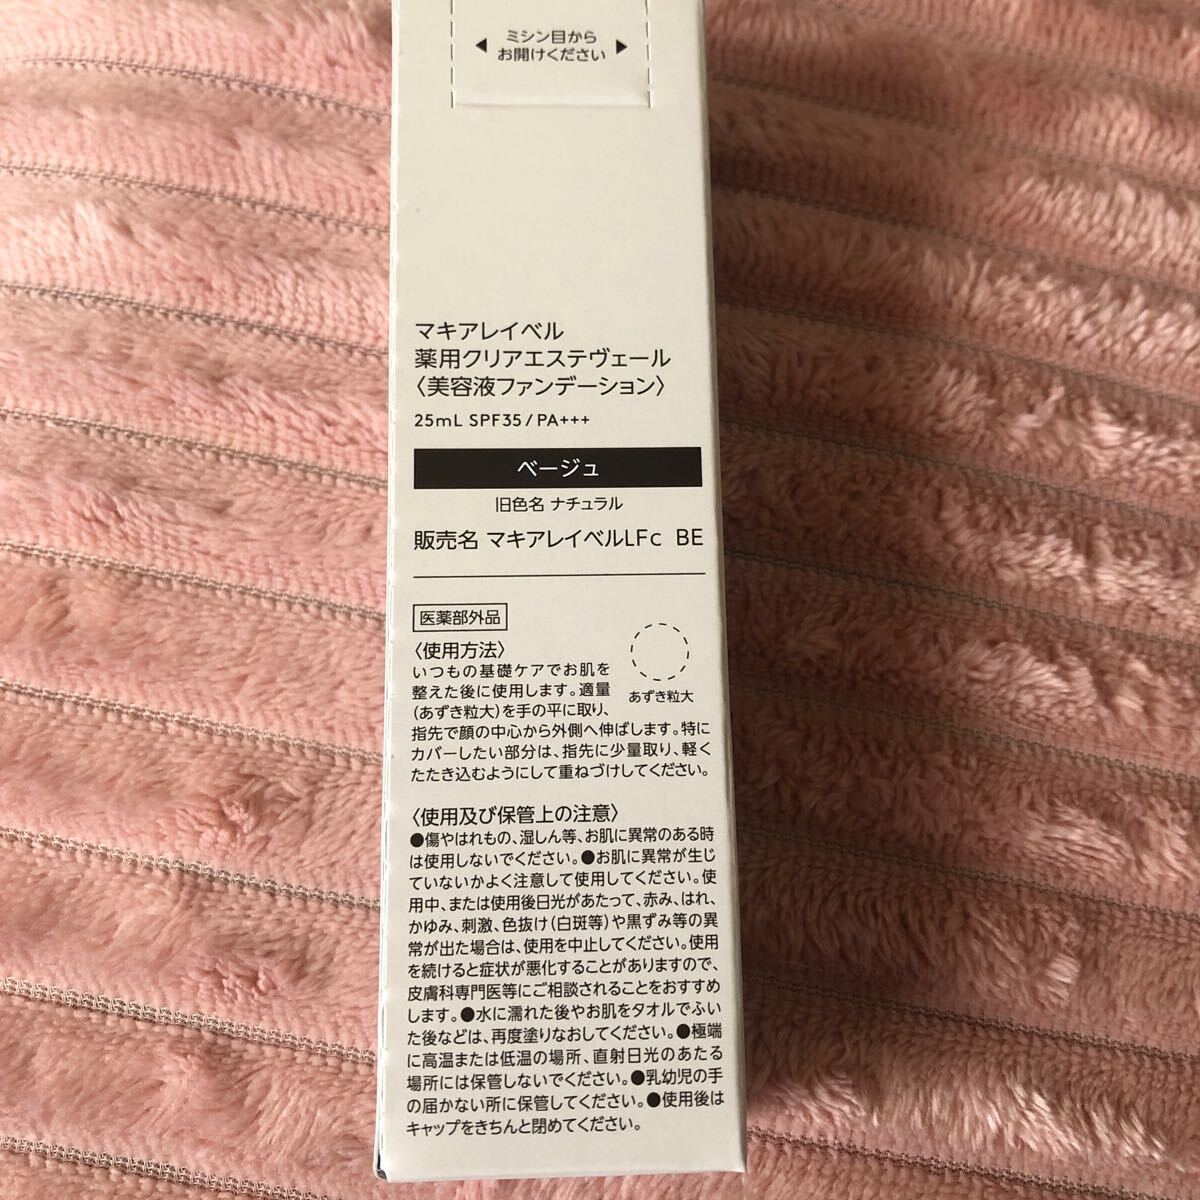 ◀ ミシン目から ▶
お開けください
マキアレイベル
薬用クリアエステヴェール
〈美容液ファンデーション〉
25mL SPF35/PA+++
ベージュ
旧色名 ナチュラル
販売名 マキアレイベルLFc BE
医薬部外品
〈使用方法〉
いつもの基礎ケアでお肌を
整えた後に使用します。適量
(あずき粒大)を手の平に取り、
あずき粒大
指先で顔の中心から外側へ伸ばします。特に
カバーしたい部分は、指先に少量取り、軽く
たたき込むようにして重ねづけしてください。
〈使用及び保管上の注意〉
●傷やはれもの、湿しん等、お肌に異常のある時
は使用しないでください。●お肌に異常が生じ
ていないかよく注意して使用してください。使
用中、または使用後日光があたって、赤み、はれ、
かゆみ、刺激、色抜け(白斑等)や黒ずみ等の異
常が出た場合は、使用を中止してください。使用
を続けると症状が悪化することがありますので、
皮膚科専門医等にご相談されることをおすすめ
します。●水に濡れた後やお肌をタオルでふい
た後などは、再度塗りなおしてください。●極端
に高温または低温の場所、直射日光のあたる
場所には保管しないでください。●乳幼児の手
の届かない所に保管してください。●使用後は
キャップをきちんと閉めてください。